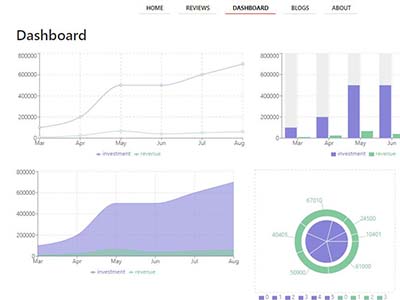 HOME REVIEWS DASHBOARD BLOGS ABOUT
Dashboard
800000
600000
400000
200000
0
Mar Apr May Jun July Aug
investment revenue
800000
600000
400000
200000
0
Mar Apr May Jun
investment revenue
800000
600000
400000
200000
0
Mar Apr May Jun July Aug
investment revenue
67010
24500
40405
10401
50900
61000
0 1 2 3 4 5 0 1 2 3